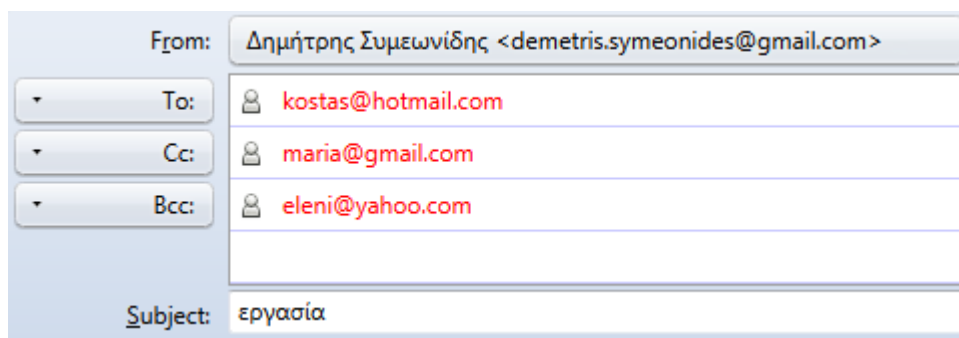 From: Δημήτρης Συμεωνίδης <demetris.symeonides@gmail.com>
To: kostas@hotmail.com
Cc: maria@gmail.com
Bcc: eleni@yahoo.com
Subject: εργασία